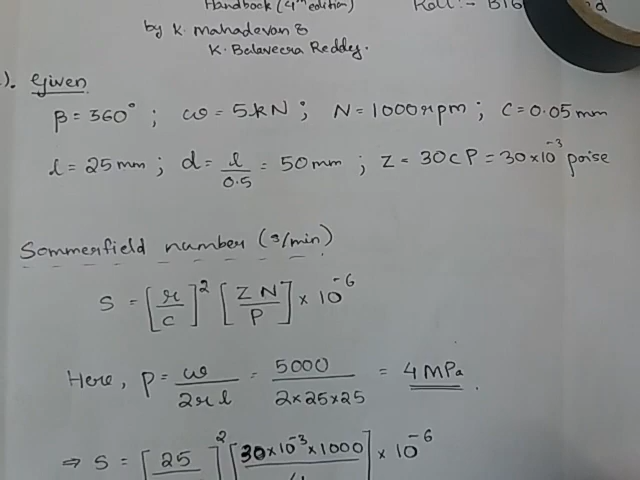 Handbook (4th edition) Roll:- B16 d
by K. Mahadevan &
K. Balaveera Reddy.
). Given
β = 360° ; ω = 5kN ; N = 1000rpm ; C = 0.05 mm
l = 25 mm ; d = l/0.5 = 50 mm ; Z = 30 CP = 30×10⁻³ poise
Sommerfield number (s/min)
S = [r/c]² [ZN/P] × 10⁻⁶
Here, P = ω/2rl = 5000/2×25×25 = 4 MPa.
⇒ S = [25]² [30×10⁻³×1000/4] × 10⁻⁶